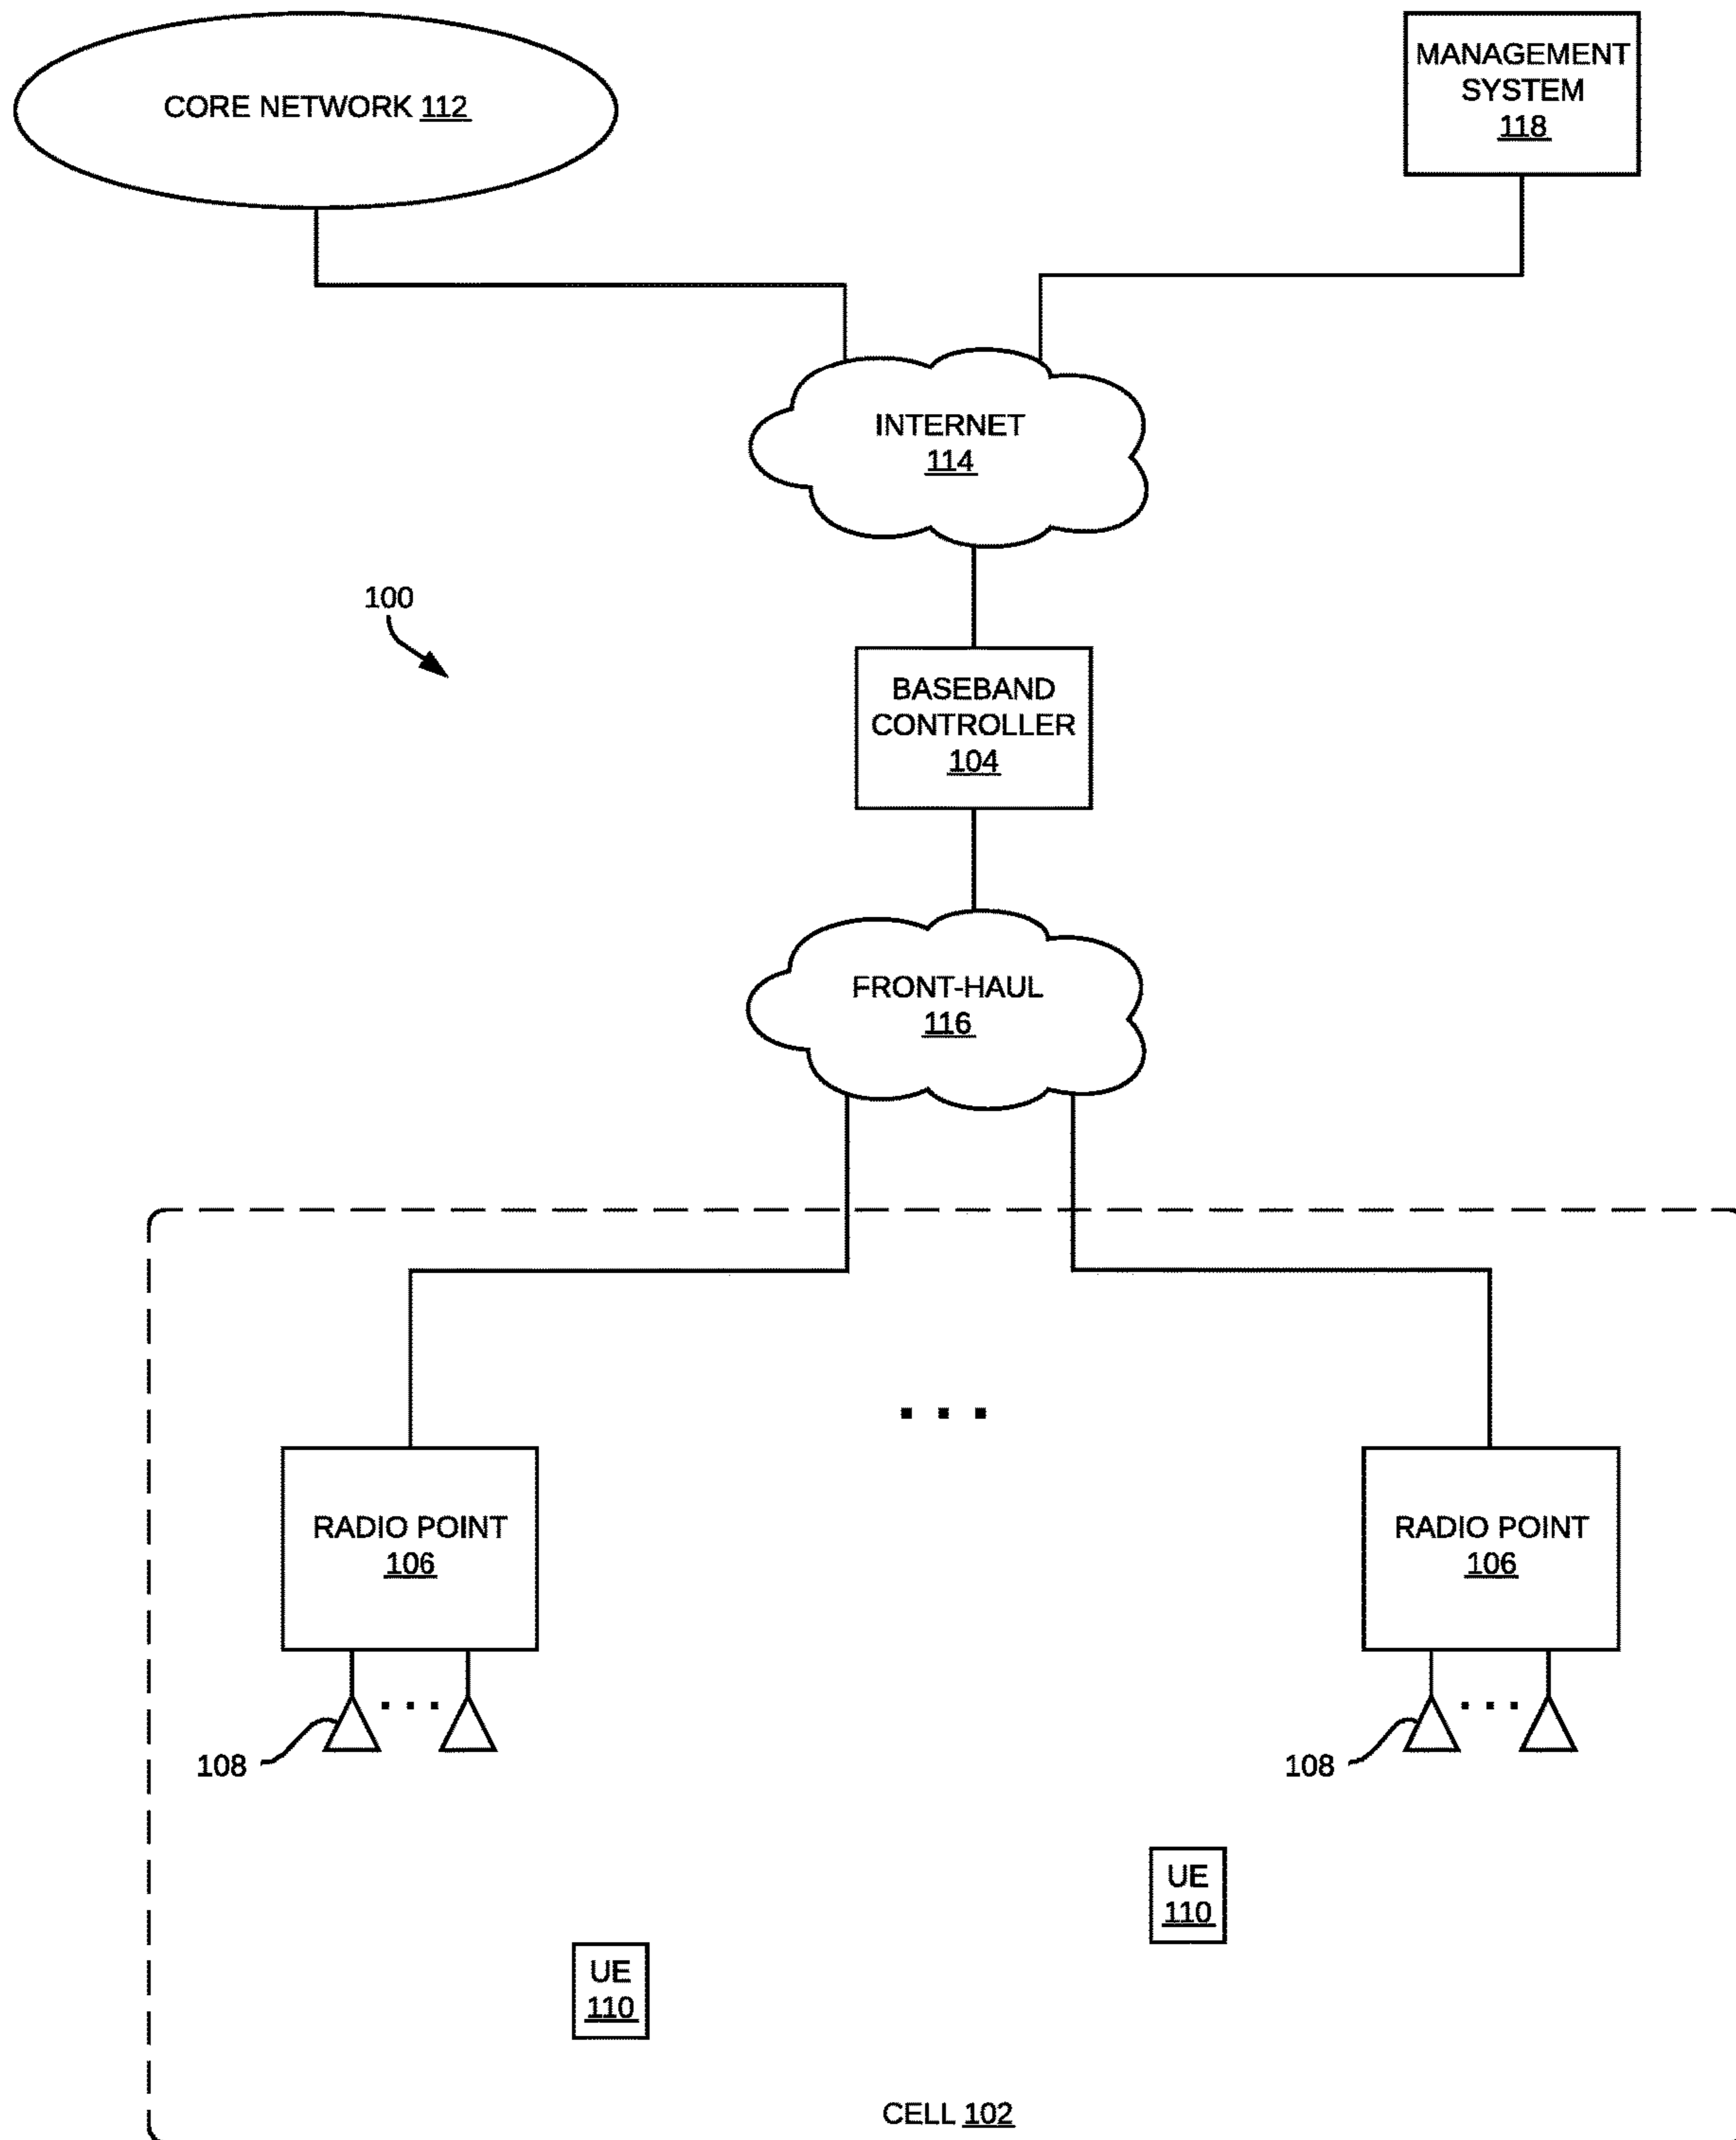 CORE NETWORK 112
MANAGEMENT
SYSTEM
118
INTERNET
114
100
BASEBAND
CONTROLLER
104
FRONT-HAUL
116
RADIO POINT
106
RADIO POINT
106
108
108
UE
110
UE
110
CELL 102